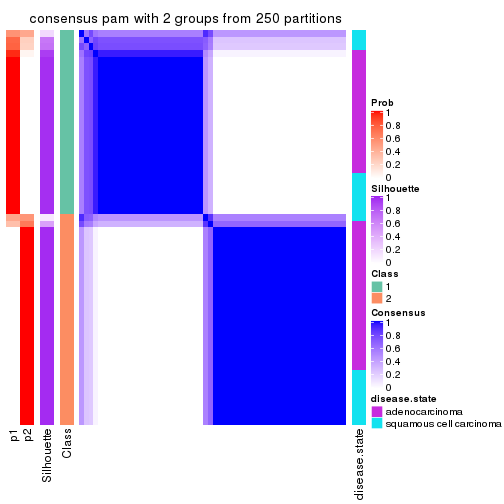 consensus pam with 2 groups from 250 partitions
Prob
1
0.8
0.6
0.4
0.2
0
Silhouette
1
0.8
0.6
0.4
0.2
0
Class
1
2
Consensus
1
0.8
0.6
0.4
0.2
0
disease.state
adenocarcinoma
squamous cell carcinoma
p1
p2
Silhouette
Class
disease.state